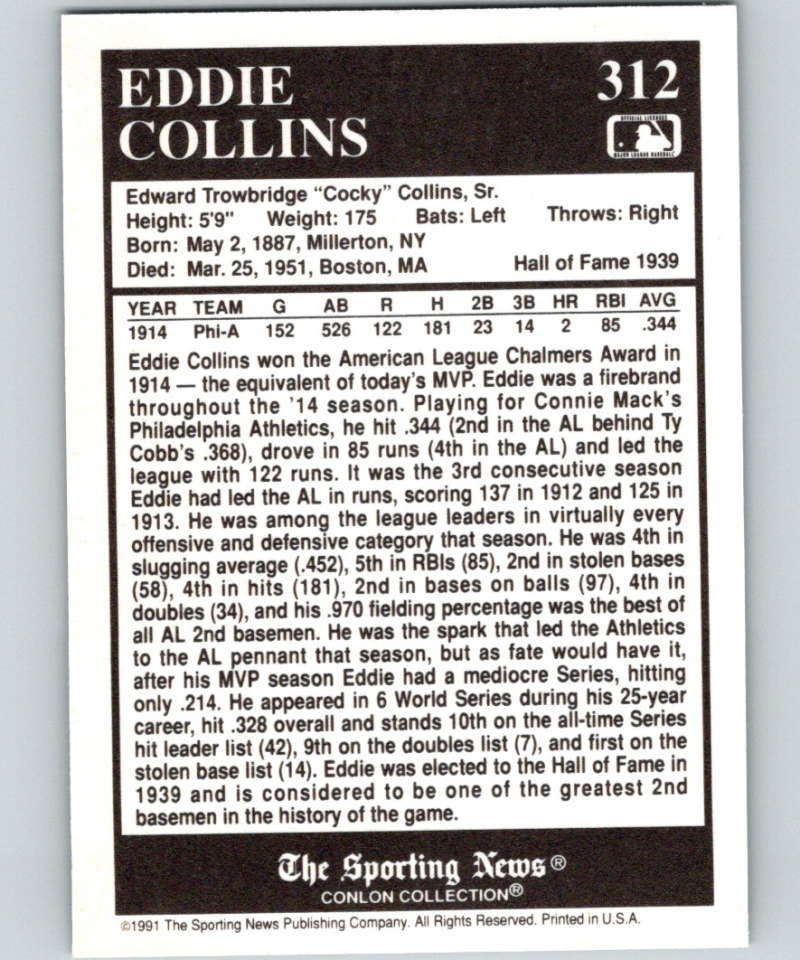 EDDIE
COLLINS
312
OFFICIAL LICENSEE
MAJOR LEAGUE BASEBALL
Edward Trowbridge “Cocky” Collins, Sr.
Height: 5'9" Weight: 175 Bats: Left Throws: Right
Born: May 2, 1887, Millerton, NY
Died: Mar. 25, 1951, Boston, MA Hall of Fame 1939
YEAR TEAM G AB R H 2B 3B HR RBI AVG
1914 Phi-A 152 526 122 181 23 14 2 85 .344
Eddie Collins won the American League Chalmers Award in
1914 — the equivalent of today's MVP. Eddie was a firebrand
throughout the '14 season. Playing for Connie Mack's
Philadelphia Athletics, he hit .344 (2nd in the AL behind Ty
Cobb's .368), drove in 85 runs (4th in the AL) and led the
league with 122 runs. It was the 3rd consecutive season
Eddie had led the AL in runs, scoring 137 in 1912 and 125 in
1913. He was among the league leaders in virtually every
offensive and defensive category that season. He was 4th in
slugging average (.452), 5th in RBIs (85), 2nd in stolen bases
(58), 4th in hits (181), 2nd in bases on balls (97), 4th in
doubles (34), and his .970 fielding percentage was the best of
all AL 2nd basemen. He was the spark that led the Athletics
to the AL pennant that season, but as fate would have it,
after his MVP season Eddie had a mediocre Series, hitting
only .214. He appeared in 6 World Series during his 25-year
career, hit .328 overall and stands 10th on the all-time Series
hit leader list (42), 9th on the doubles list (7), and first on the
stolen base list (14). Eddie was elected to the Hall of Fame in
1939 and is considered to be one of the greatest 2nd
basemen in the history of the game.
The Sporting News®
CONLON COLLECTION®
©1991 The Sporting News Publishing Company. All Rights Reserved. Printed in U.S.A.